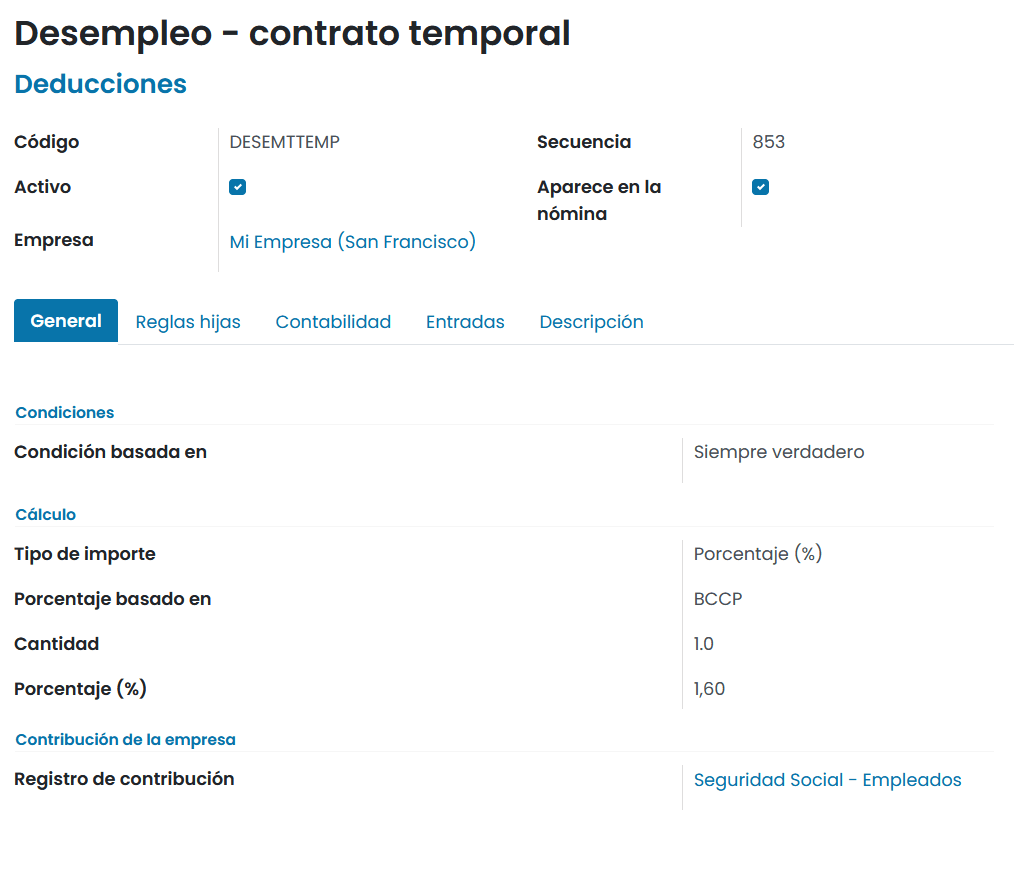 Desempleo - contrato temporal
Deducciones
Código DESEMTTEMP Secuencia 853
Activo Aparece en la nómina
Empresa Mi Empresa (San Francisco)
General Reglas hijas Contabilidad Entradas Descripción
Condiciones
Condición basada en Siempre verdadero
Cálculo
Tipo de importe Porcentaje (%)
Porcentaje basado en BCCP
Cantidad 1.0
Porcentaje (%) 1,60
Contribución de la empresa
Registro de contribución Seguridad Social - Empleados